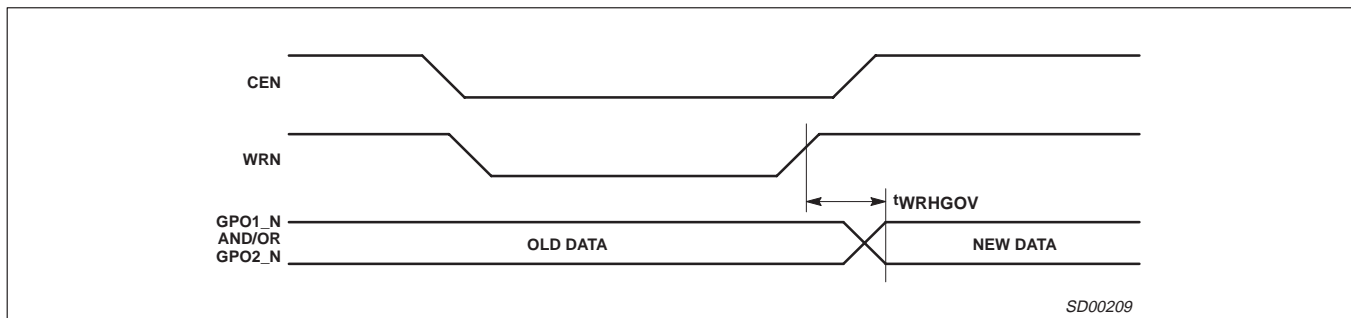 CEN
WRN
tWRHGOV
GPO1_N
AND/OR
GPO2_N
OLD DATA
NEW DATA
SD00209